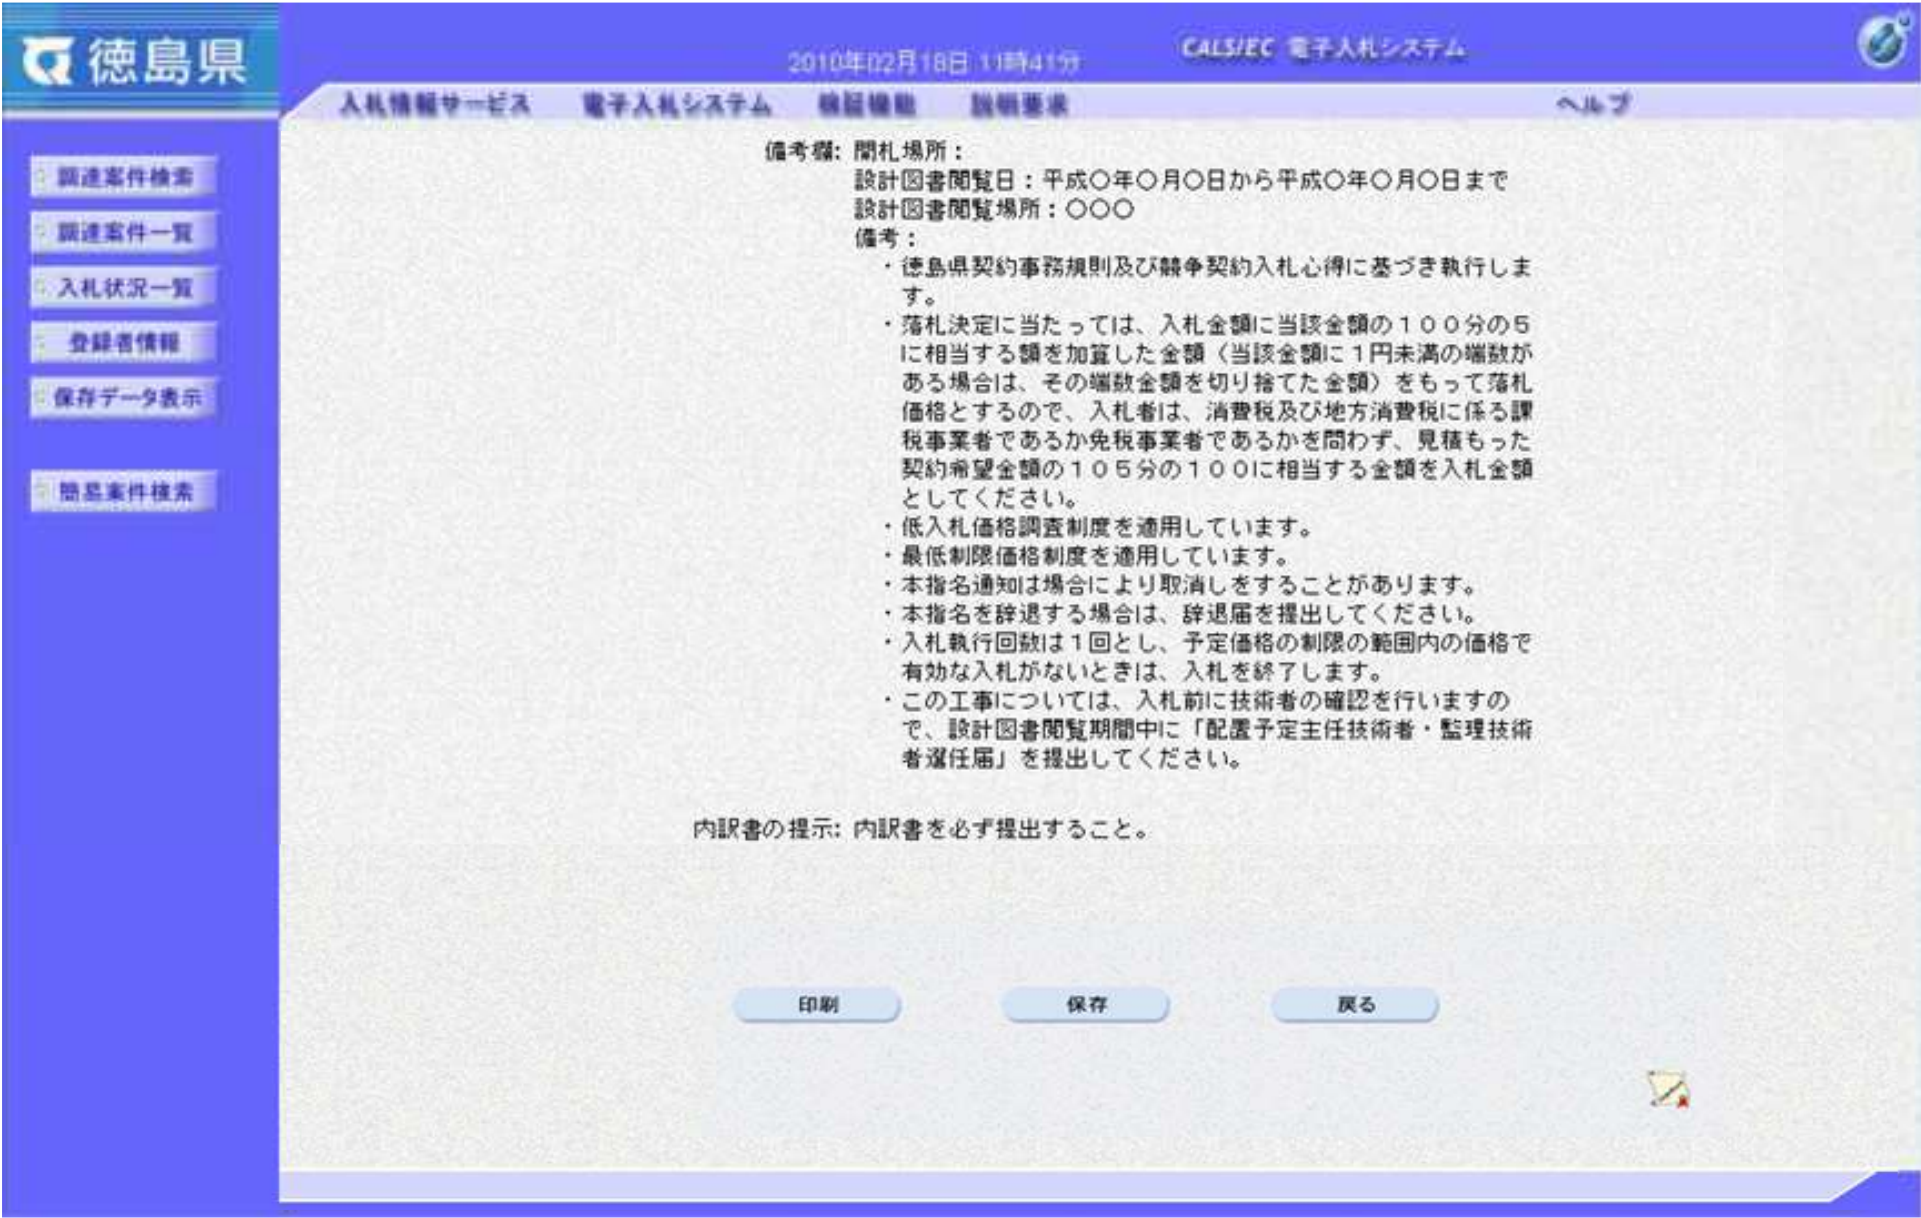 徳島県
2010年02月18日 11時41分
CALS/EC 電子入札システム
入札情報サービス 電子入札システム 検証機能 説明要求 ヘルプ
調達案件検索
調達案件一覧
入札状況一覧
登録者情報
保存データ表示
簡易案件検索
備考欄: 開札場所：
設計図書閲覧日：平成○年○月○日から平成○年○月○日まで
設計図書閲覧場所：○○○
備考：
・徳島県契約事務規則及び競争契約入札心得に基づき執行しま
す。
・落札決定に当たっては、入札金額に当該金額の１００分の５
に相当する額を加算した金額（当該金額に１円未満の端数が
ある場合は、その端数金額を切り捨てた金額）をもって落札
価格とするので、入札者は、消費税及び地方消費税に係る課
税事業者であるか免税事業者であるかを問わず、見積もった
契約希望金額の１０５分の１００に相当する金額を入札金額
としてください。
・低入札価格調査制度を適用しています。
・最低制限価格制度を適用しています。
・本指名通知は場合により取消しをすることがあります。
・本指名を辞退する場合は、辞退届を提出してください。
・入札執行回数は１回とし、予定価格の制限の範囲内の価格で
有効な入札がないときは、入札を終了します。
・この工事については、入札前に技術者の確認を行いますの
で、設計図書閲覧期間中に「配置予定主任技術者・監理技術
者選任届」を提出してください。
内訳書の提示: 内訳書を必ず提出すること。
印刷 保存 戻る